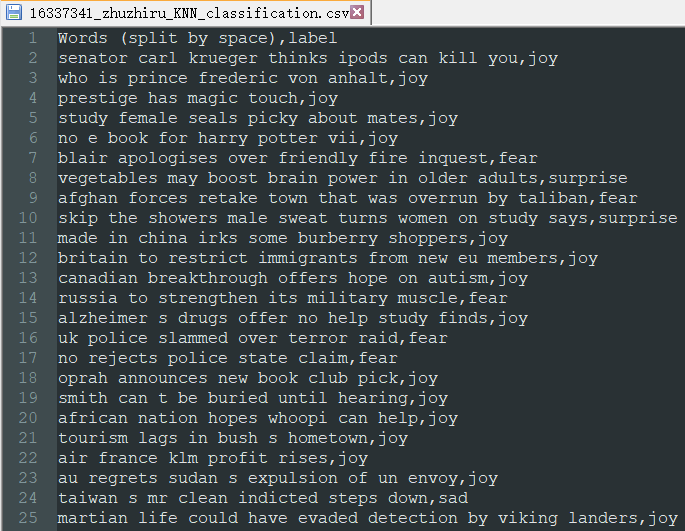 16337341_zhuzhiru_KNN_classification.csv
1 Words (split by space),label
2 senator carl krueger thinks ipods can kill you,joy
3 who is prince frederic von anhalt,joy
4 prestige has magic touch,joy
5 study female seals picky about mates,joy
6 no e book for harry potter vii,joy
7 blair apologises over friendly fire inquest,fear
8 vegetables may boost brain power in older adults,surprise
9 afghan forces retake town that was overrun by taliban,fear
10 skip the showers male sweat turns women on study says,surprise
11 made in china irks some burberry shoppers,joy
12 britain to restrict immigrants from new eu members,joy
13 canadian breakthrough offers hope on autism,joy
14 russia to strengthen its military muscle,fear
15 alzheimer s drugs offer no help study finds,joy
16 uk police slammed over terror raid,fear
17 no rejects police state claim,fear
18 oprah announces new book club pick,joy
19 smith can t be buried until hearing,joy
20 african nation hopes whoopi can help,joy
21 tourism lags in bush s hometown,joy
22 air france klm profit rises,joy
23 au regrets sudan s expulsion of un envoy,joy
24 taiwan s mr clean indicted steps down,sad
25 martian life could have evaded detection by viking landers,joy